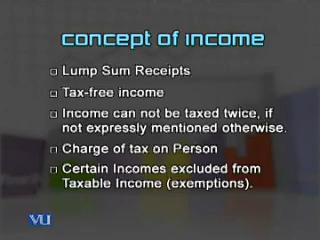 concept of income
Lump Sum Receipts
Tax-free income
Income can not be taxed twice, if
not expressly mentioned otherwise.
Charge of tax on Person
Certain Incomes excluded from
Taxable Income (exemptions).
VU